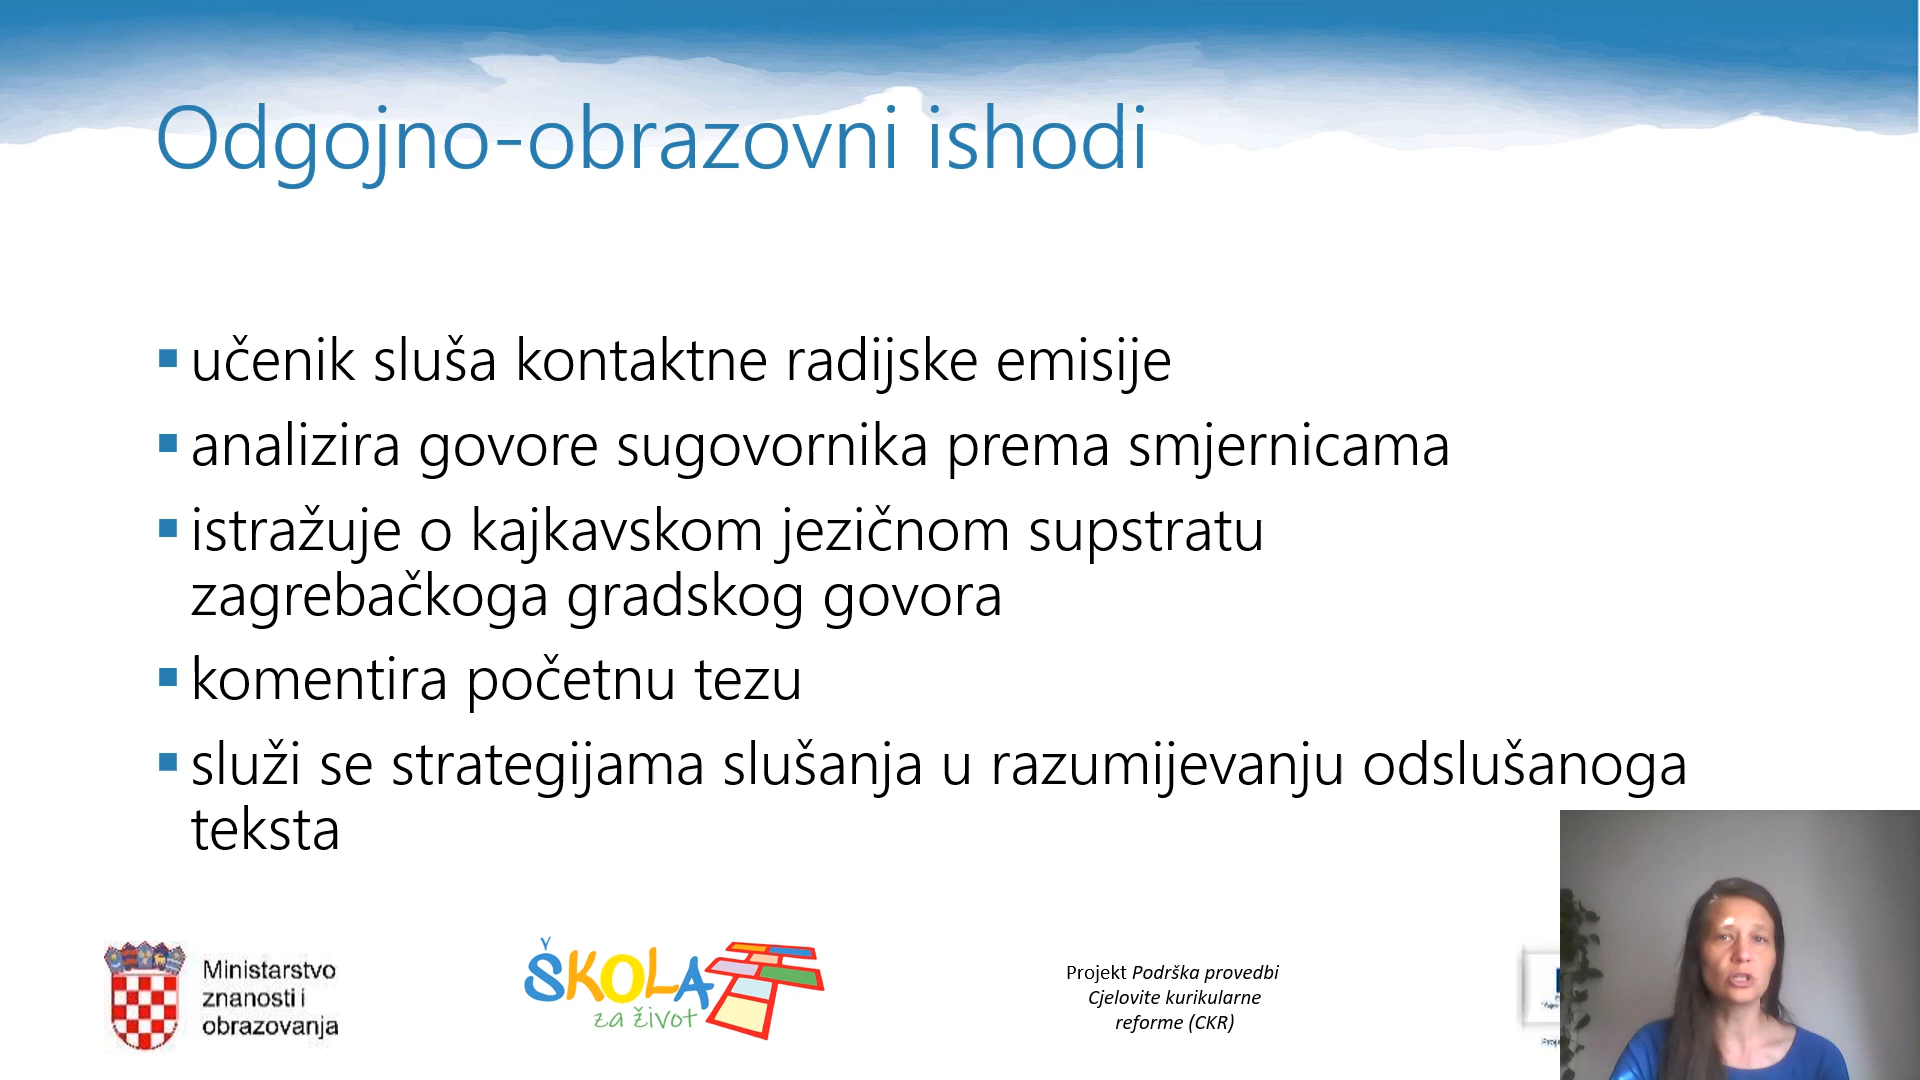 Odgojno-obrazovni ishodi
učenik sluša kontaktne radijske emisije
analizira govore sugovornika prema smjernicama
istražuje o kajkavskom jezičnom supstratu
zagrebačkoga gradskog govora
komentira početnu tezu
služi se strategijama slušanja u razumijevanju odslušanoga
teksta
Ministarstvo
znanosti i
obrazovanja
ŠKOLA
za život
Projekt Podrška provedbi
Cjelovite kurikularne
reforme (CKR)